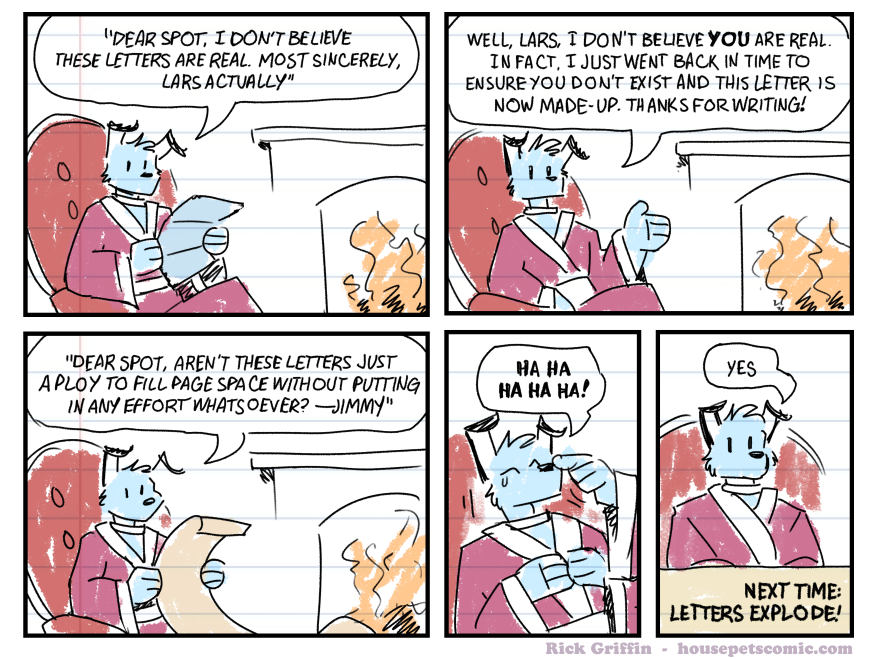 "DEAR SPOT, I DON'T BELIEVE
THESE LETTERS ARE REAL. MOST SINCERELY,
LARS ACTUALLY"
WELL, LARS, I DON'T BELIEVE YOU ARE REAL.
IN FACT, I JUST WENT BACK IN TIME TO
ENSURE YOU DON'T EXIST AND THIS LETTER IS
NOW MADE-UP. THANKS FOR WRITING!
"DEAR SPOT, AREN'T THESE LETTERS JUST
A PLOY TO FILL PAGE SPACE WITHOUT PUTTING
IN ANY EFFORT WHATSOEVER? —JIMMY"
HA HA
HA HA HA!
YES
NEXT TIME:
LETTERS EXPLODE!
Rick Griffin - housepetscomic.com